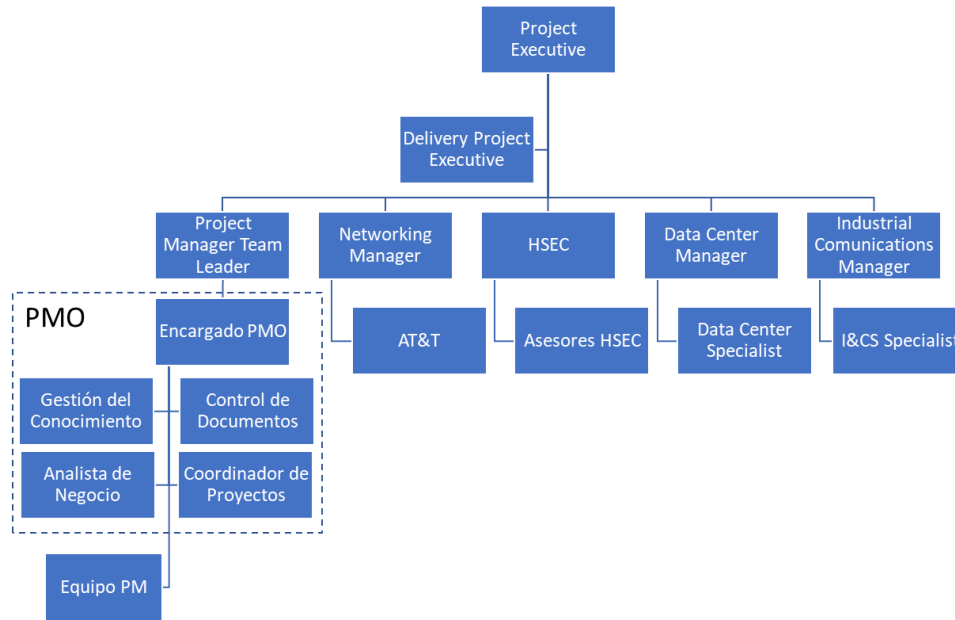 Project
Executive
Delivery Project
Executive
Project
Manager Team
Leader
Networking
Manager
HSEC
Data Center
Manager
Industrial
Comunications
Manager
PMO
Encargado PMO
AT&T
Asesores HSEC
Data Center
Specialist
I&CS Specialist
Gestión del
Conocimiento
Control de
Documentos
Analista de
Negocio
Coordinador de
Proyectos
Equipo PM